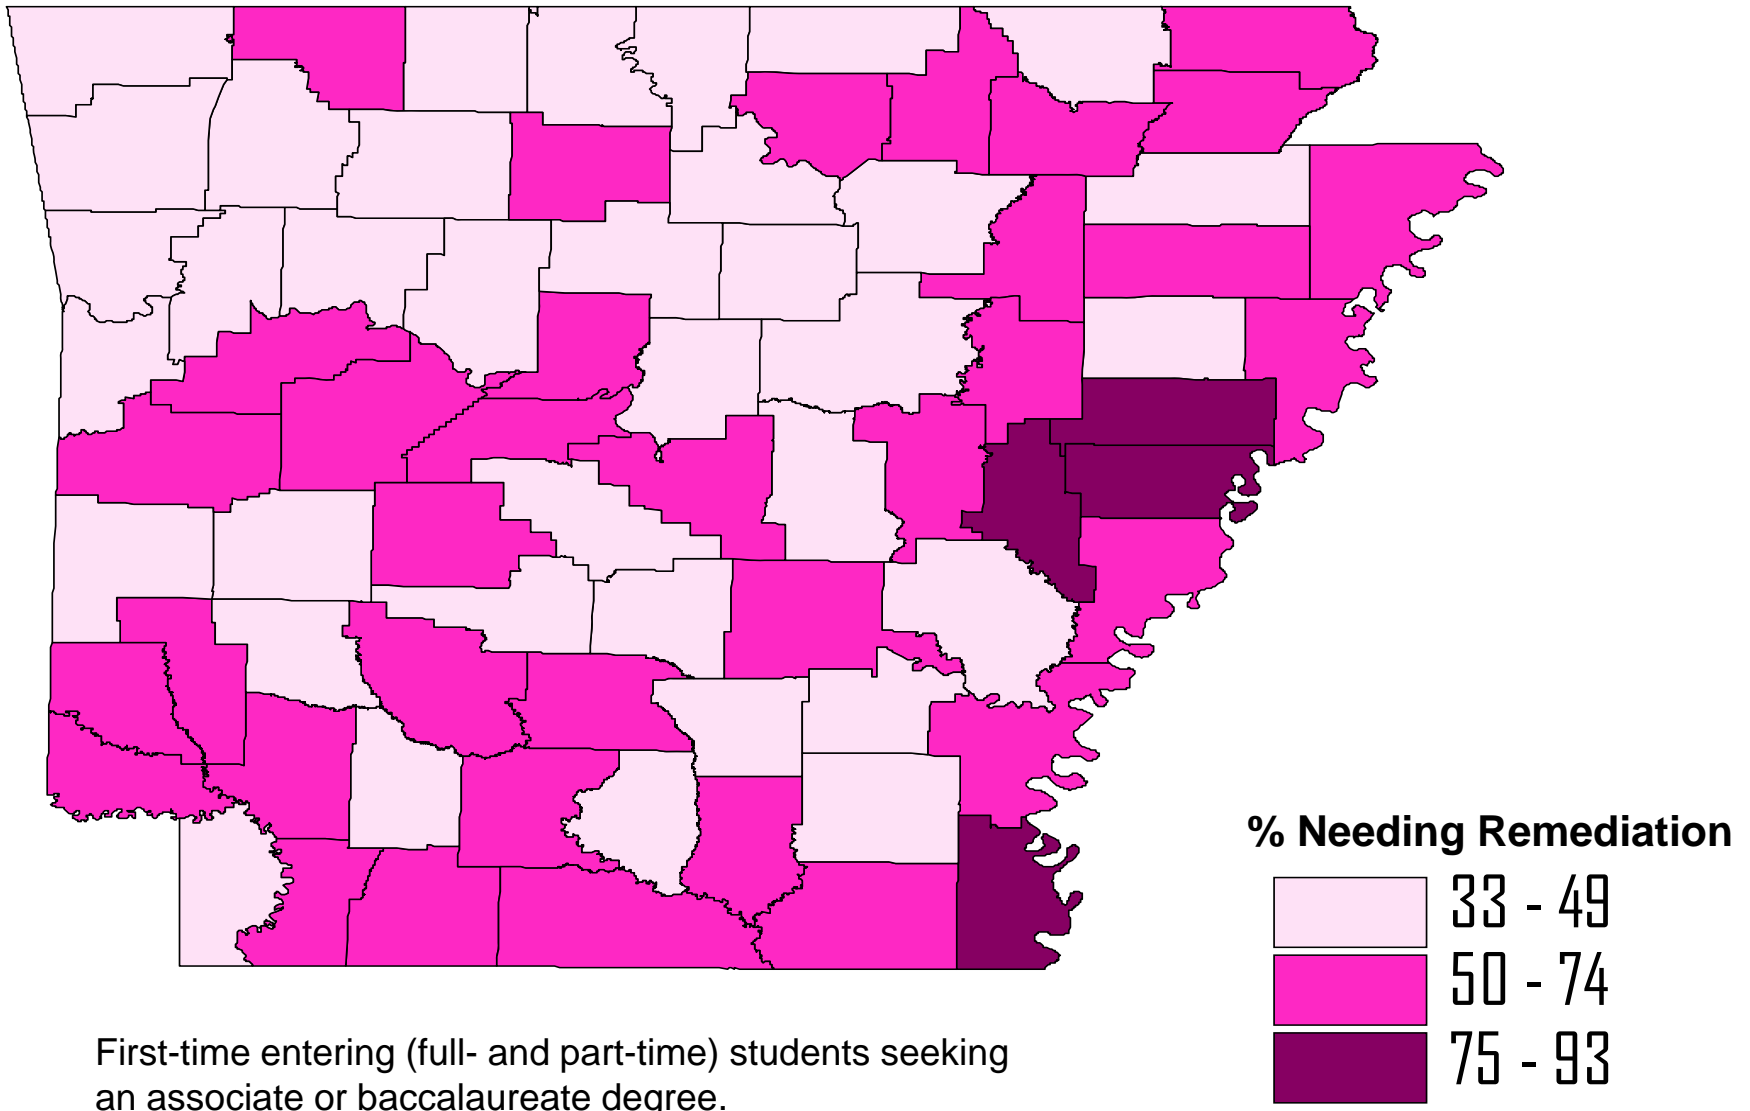 % Needing Remediation
33 - 49
50 - 74
75 - 93
First-time entering (full- and part-time) students seeking
an associate or baccalaureate degree.